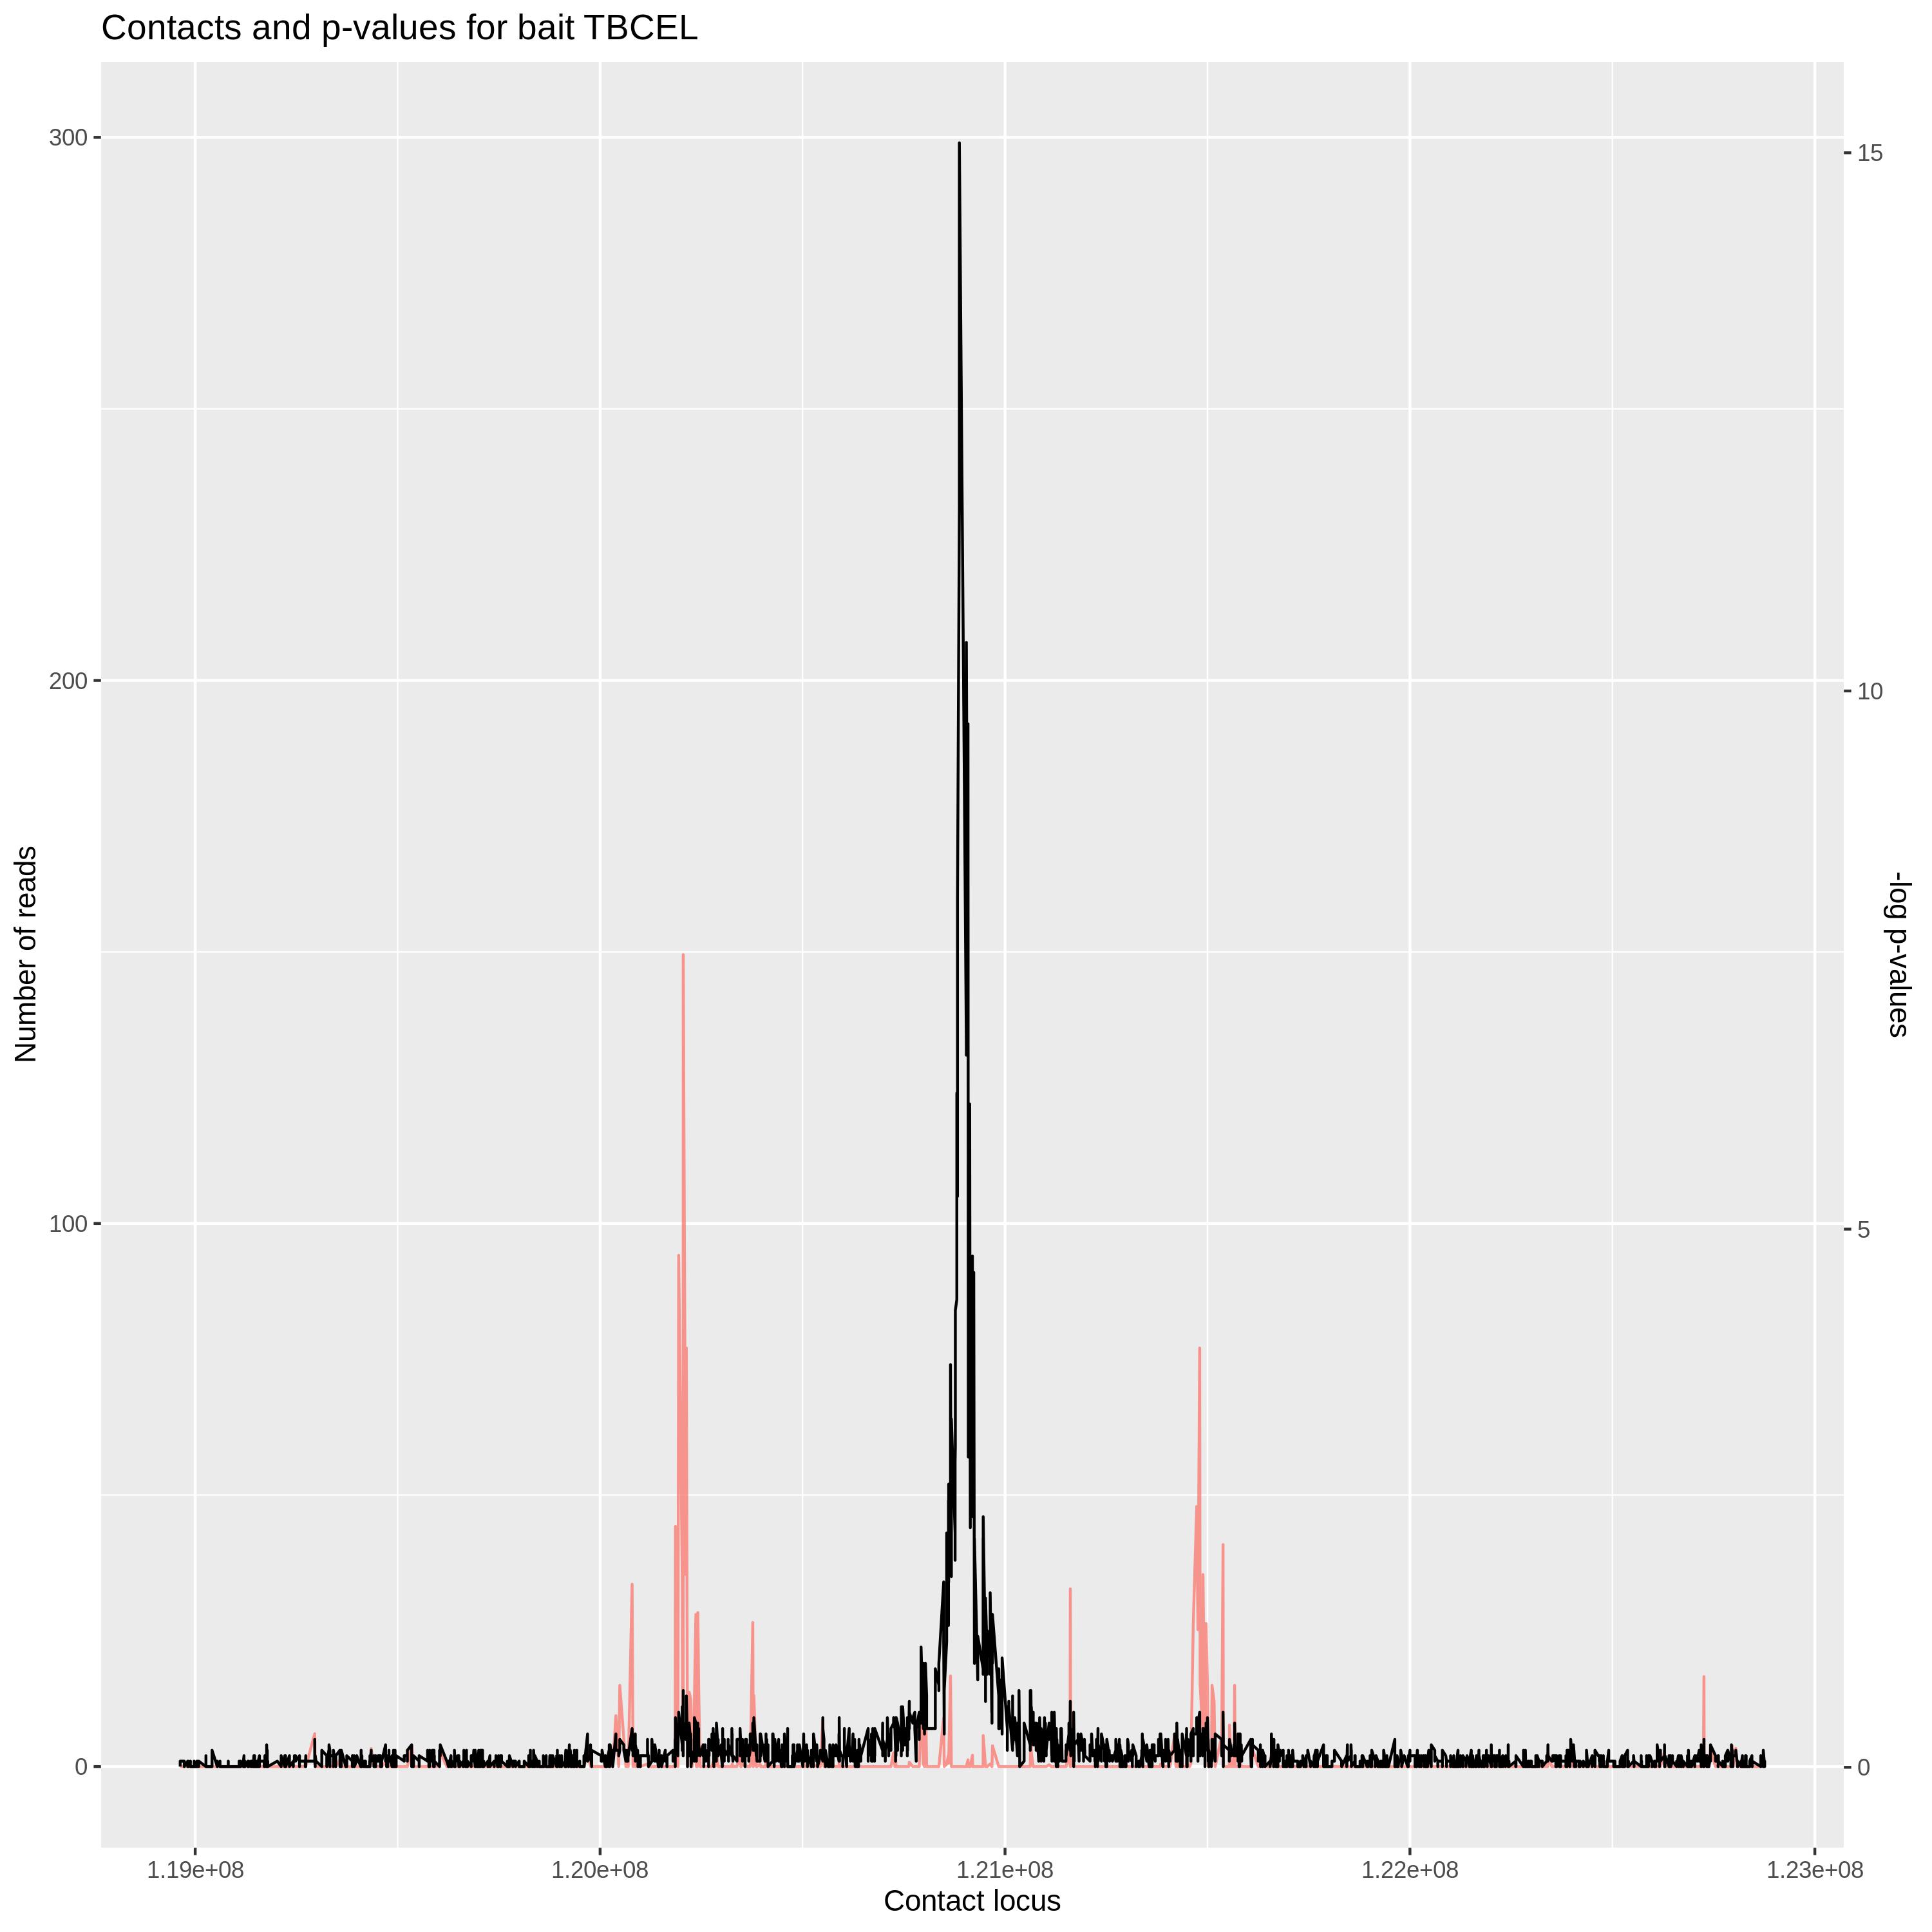 Contacts and p-values for bait TBCEL
300
200
100
0
Number of reads
15
10
5
0
-log p-values
1.19e+08
1.20e+08
1.21e+08
1.22e+08
1.23e+08
Contact locus